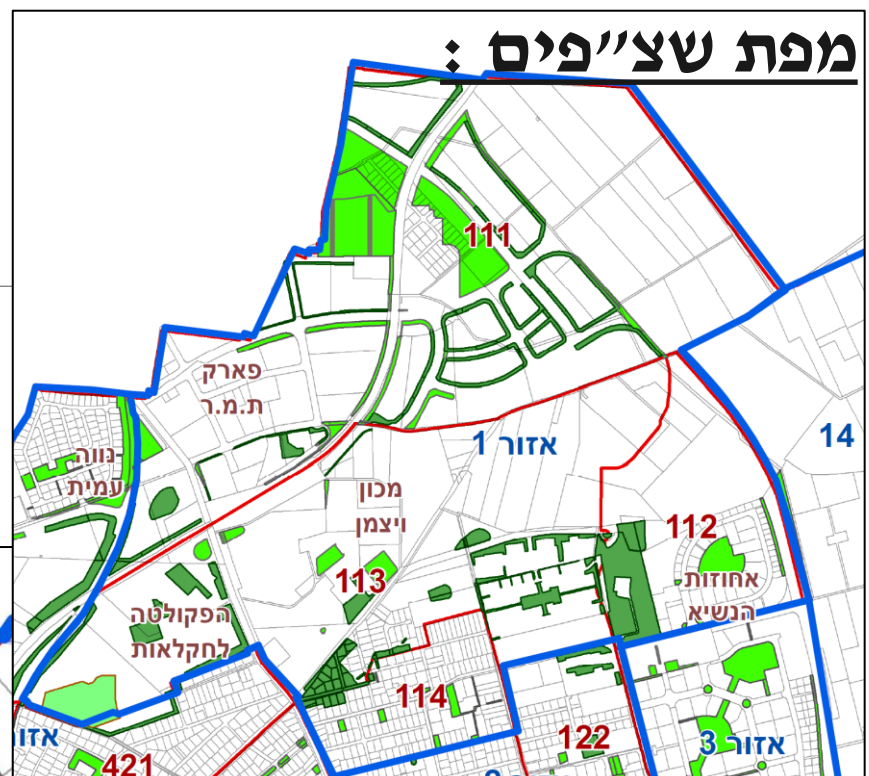 מפת שצ״פים :
111
פארק
ת.מ.ר
אזור 1
14
נווה
עמית
מכון
ויצמן
112
113
אחוזות
הנשיא
הפקולטה
לחקלאות
114
122
אזור 3
421